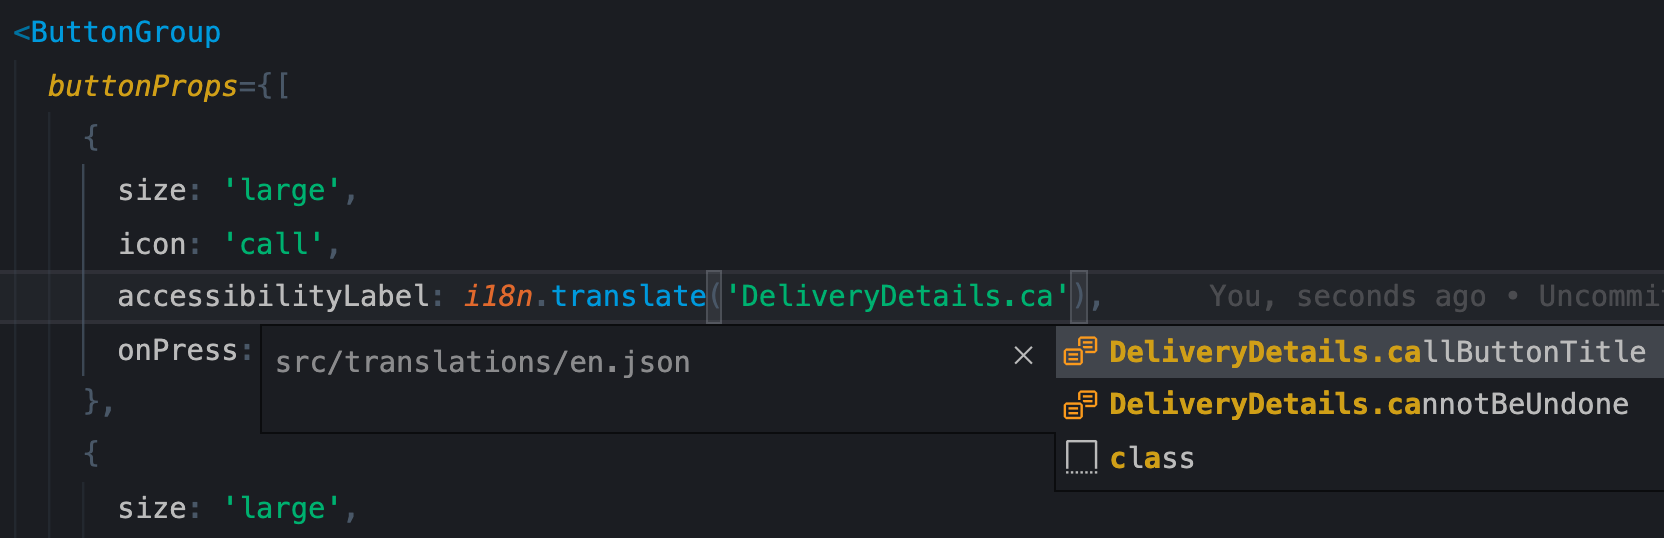 <ButtonGroup
buttonProps={[
{
size: 'large',
icon: 'call',
accessibilityLabel: i18n.translate('DeliveryDetails.ca'), You, seconds ago • Uncommit
onPress:
src/translations/en.json
DeliveryDetails.callButtonTitle
DeliveryDetails.cannotBeUndone
class
},
{
size: 'large',